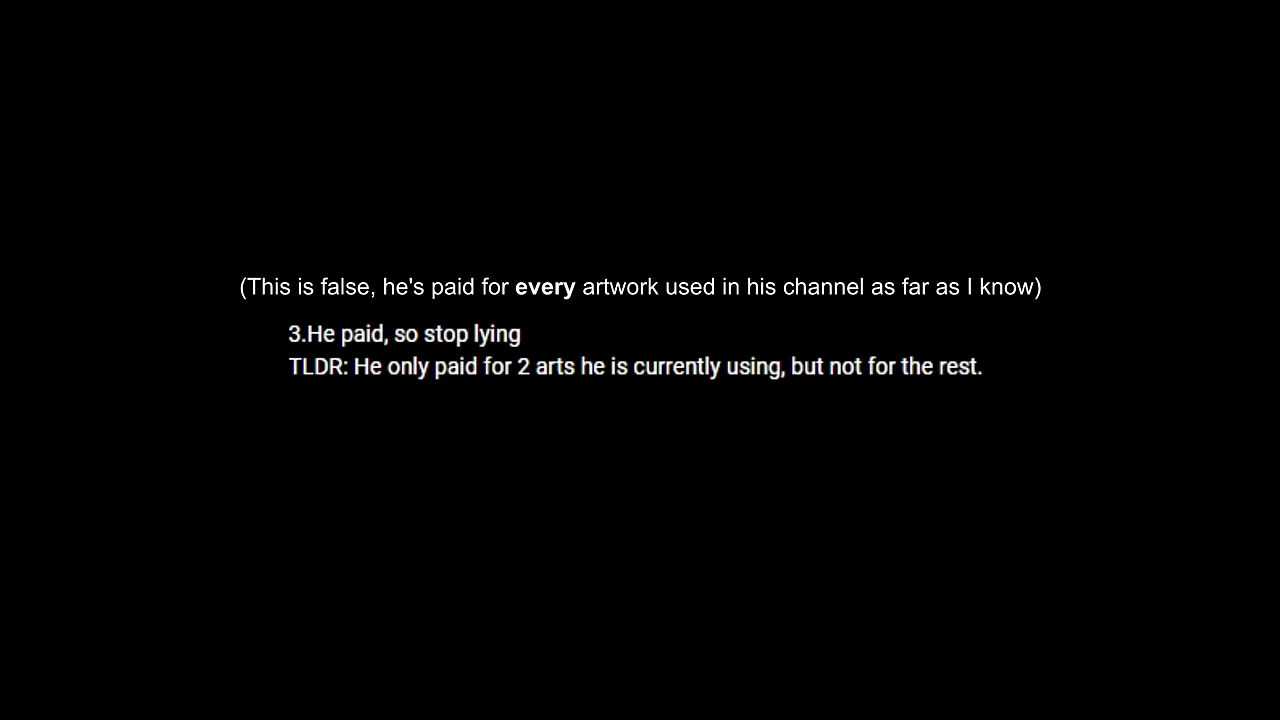 (This is false, he's paid for every artwork used in his channel as far as I know)
3.He paid, so stop lying
TLDR: He only paid for 2 arts he is currently using, but not for the rest.